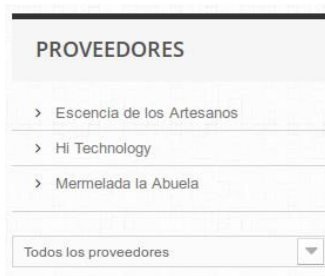 PROVEEDORES
> Escencia de los Artesanos
> Hi Technology
> Mermelada la Abuela
Todos los proveedores